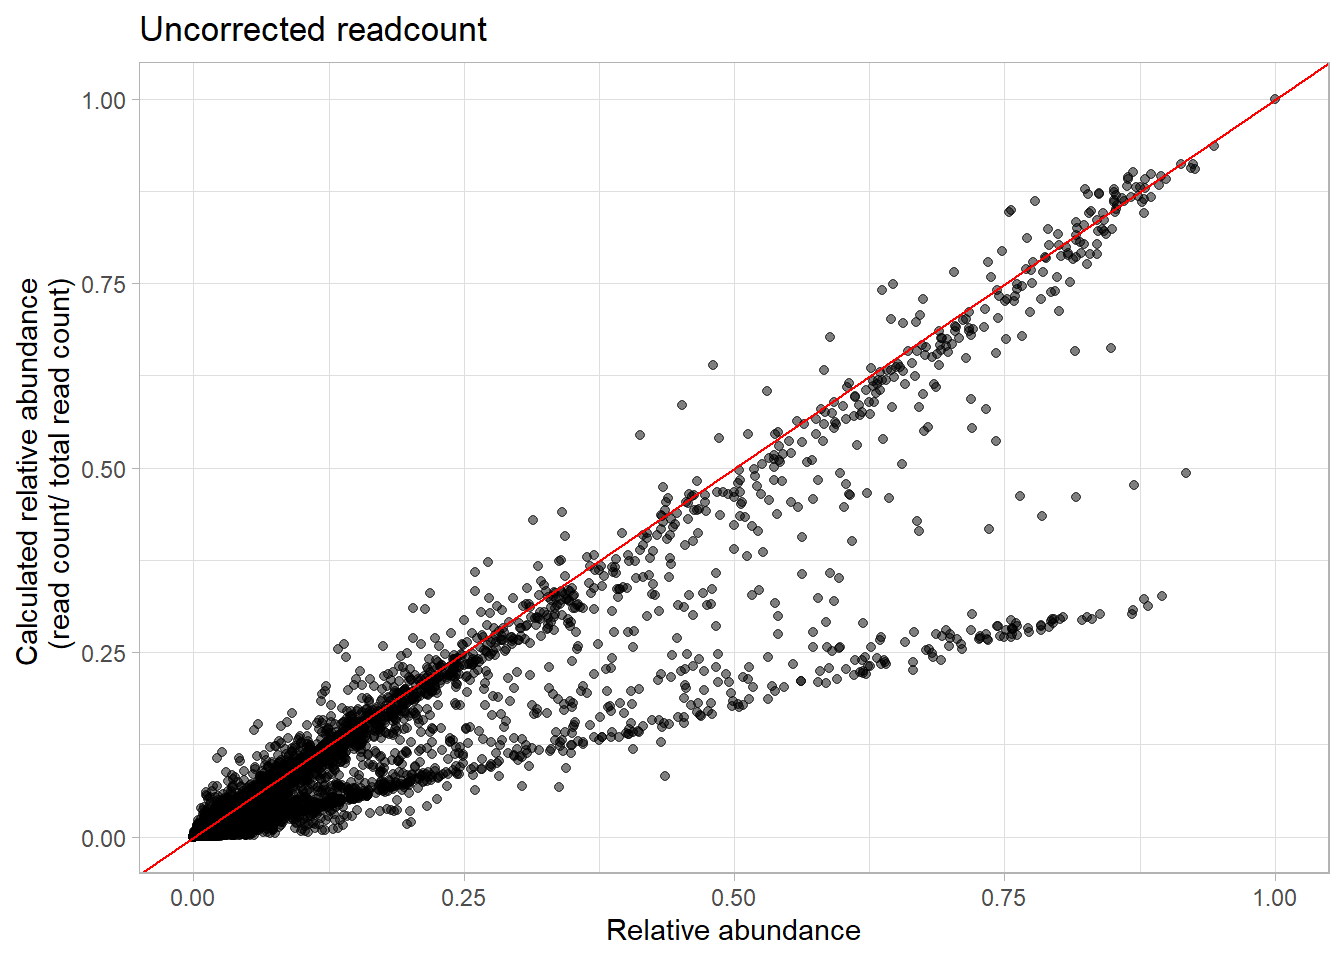 Uncorrected readcount
Calculated relative abundance
(read count/ total read count)
1.00
0.75
0.50
0.25
0.00
0.00
0.25
0.50
0.75
1.00
Relative abundance